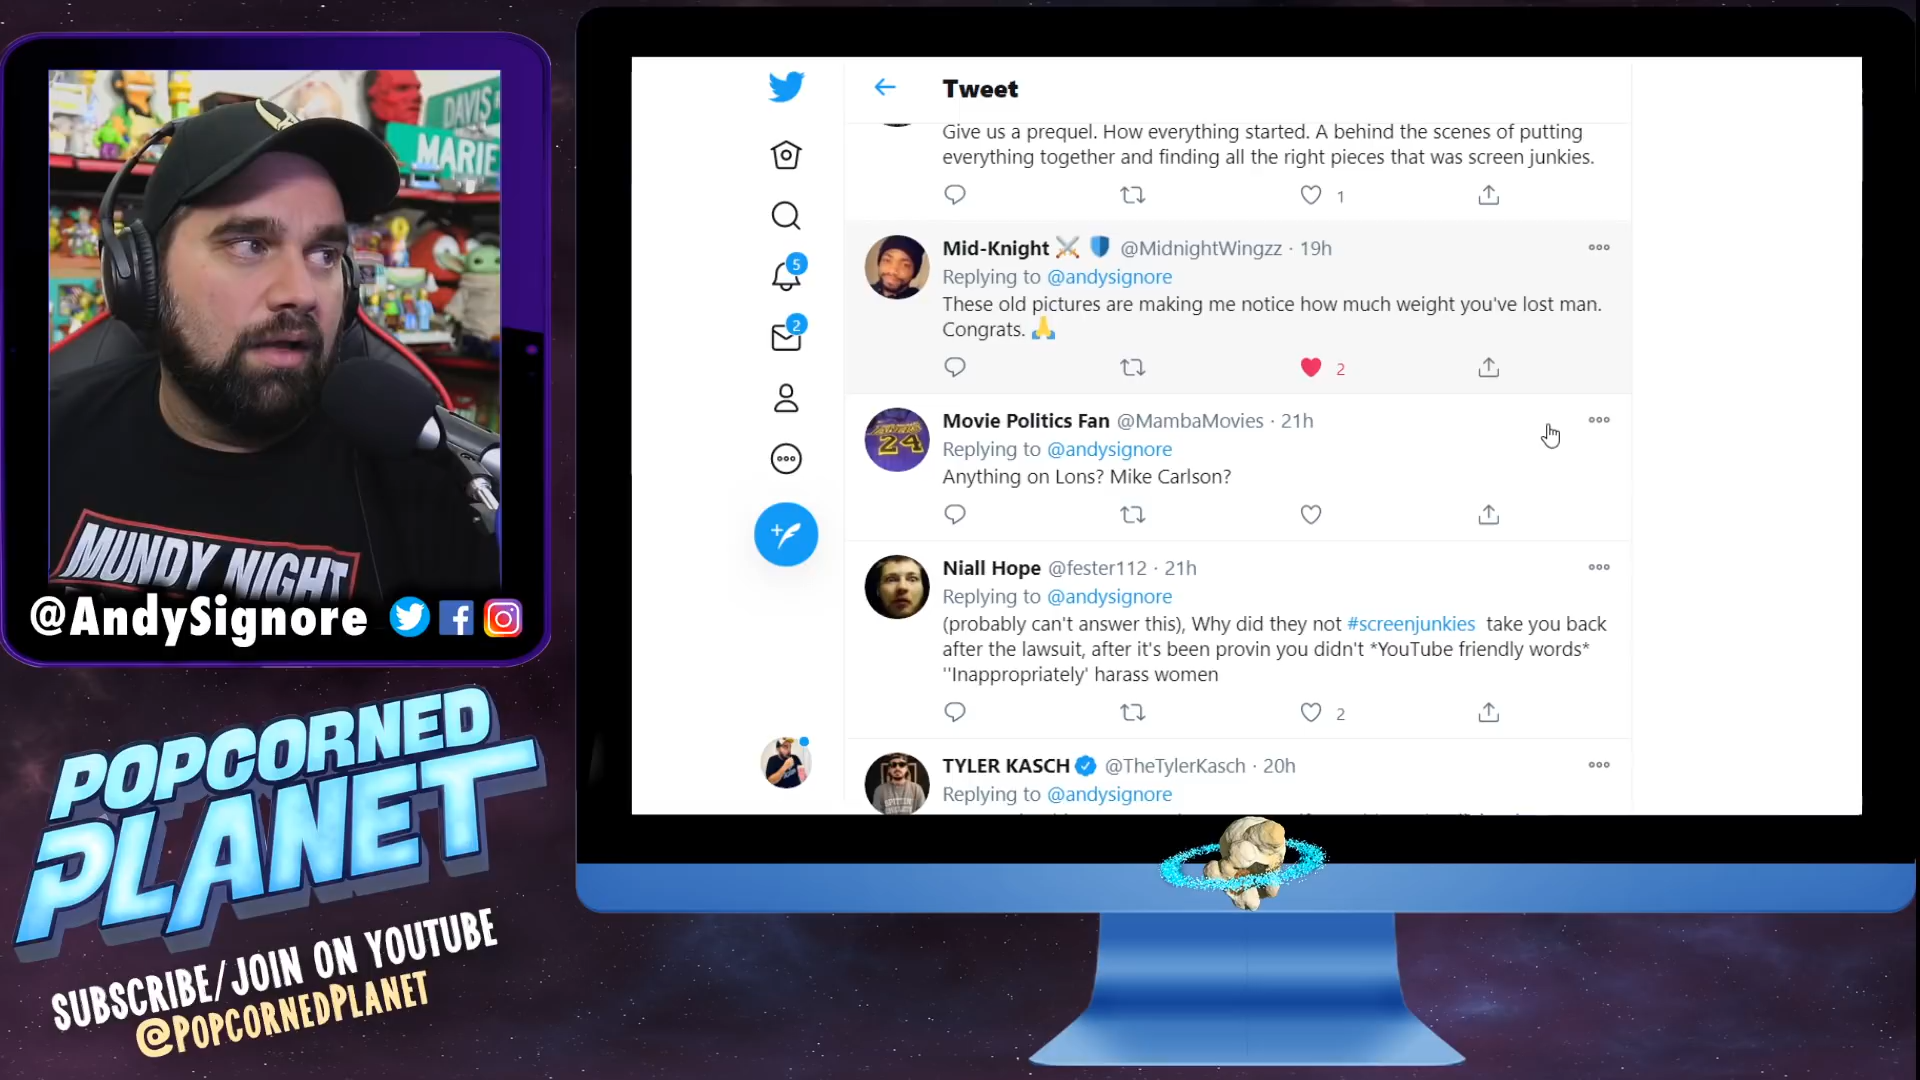 DAVIS
MARIE
MUNDY NIGHT
@AndySignore
POPCORNED
PLANET
SUBSCRIBE/JOIN ON YOUTUBE
@POPCORNEDPLANET
Tweet
Give us a prequel. How everything started. A behind the scenes of putting
everything together and finding all the right pieces that was screen junkies.
1
Mid-Knight ⚔️ 🛡️ @MidnightWingzz · 19h
Replying to @andysignore
These old pictures are making me notice how much weight you've lost man.
Congrats. 🙏
2
5
2
Movie Politics Fan @MambaMovies · 21h
Replying to @andysignore
Anything on Lons? Mike Carlson?
24
Niall Hope @fester112 · 21h
Replying to @andysignore
(probably can't answer this), Why did they not #screenjunkies take you back
after the lawsuit, after it's been provin you didn't *YouTube friendly words*
''Inappropriately' harass women
2
TYLER KASCH @TheTylerKasch · 20h
Replying to @andysignore